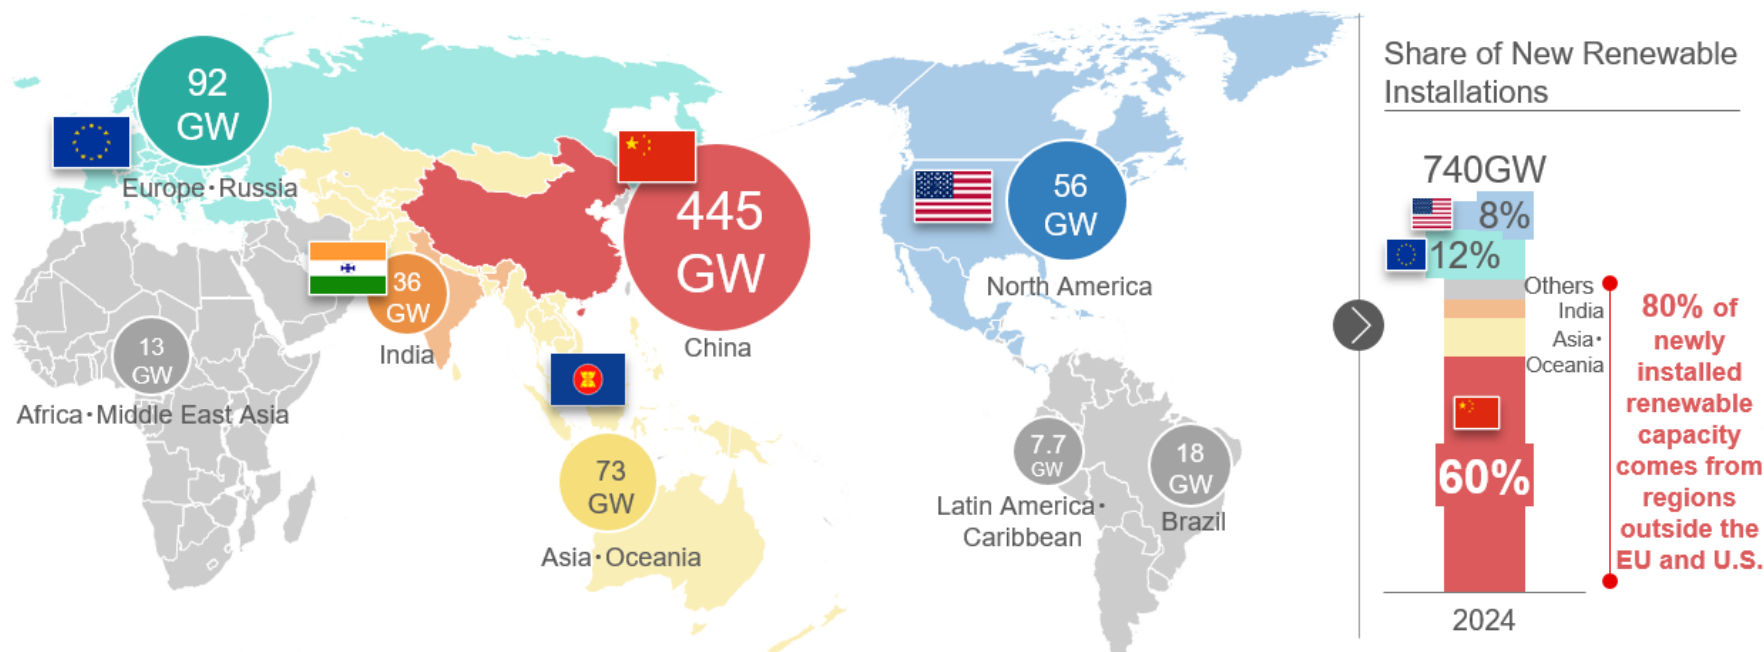 92
GW
Europe・Russia
445
GW
China
36
GW
India
13
GW
Africa・Middle East Asia
73
GW
Asia・Oceania
56
GW
North America
7.7
GW
Latin America・
Caribbean
18
GW
Brazil
Share of New Renewable
Installations
740GW
8%
12%
Others
India
Asia・
Oceania
60%
2024
80% of
newly
installed
renewable
capacity
comes from
regions
outside the
EU and U.S.